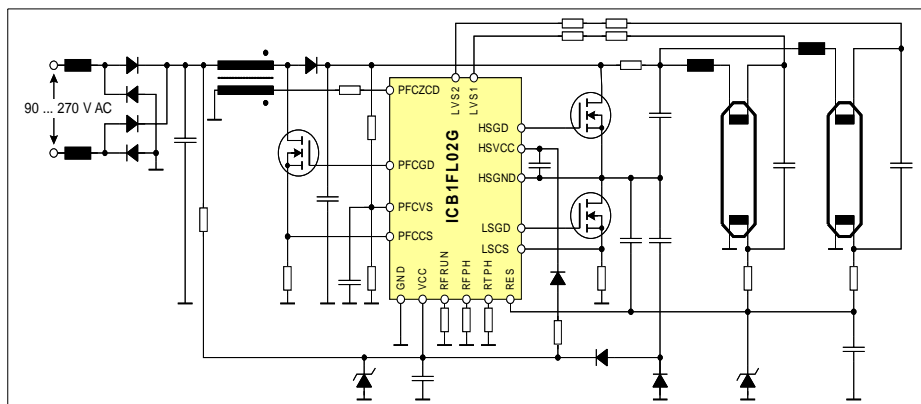 LVS2
LVS1
90 ... 270 V AC
PFCZCD
HSGD
HSVCC
PFCGD
HSGND
ICB1FL02G
PFCVS
LSGD
PFCCS
LSCS
GND
VCC
RFRUN
RFPH
RTPH
RES